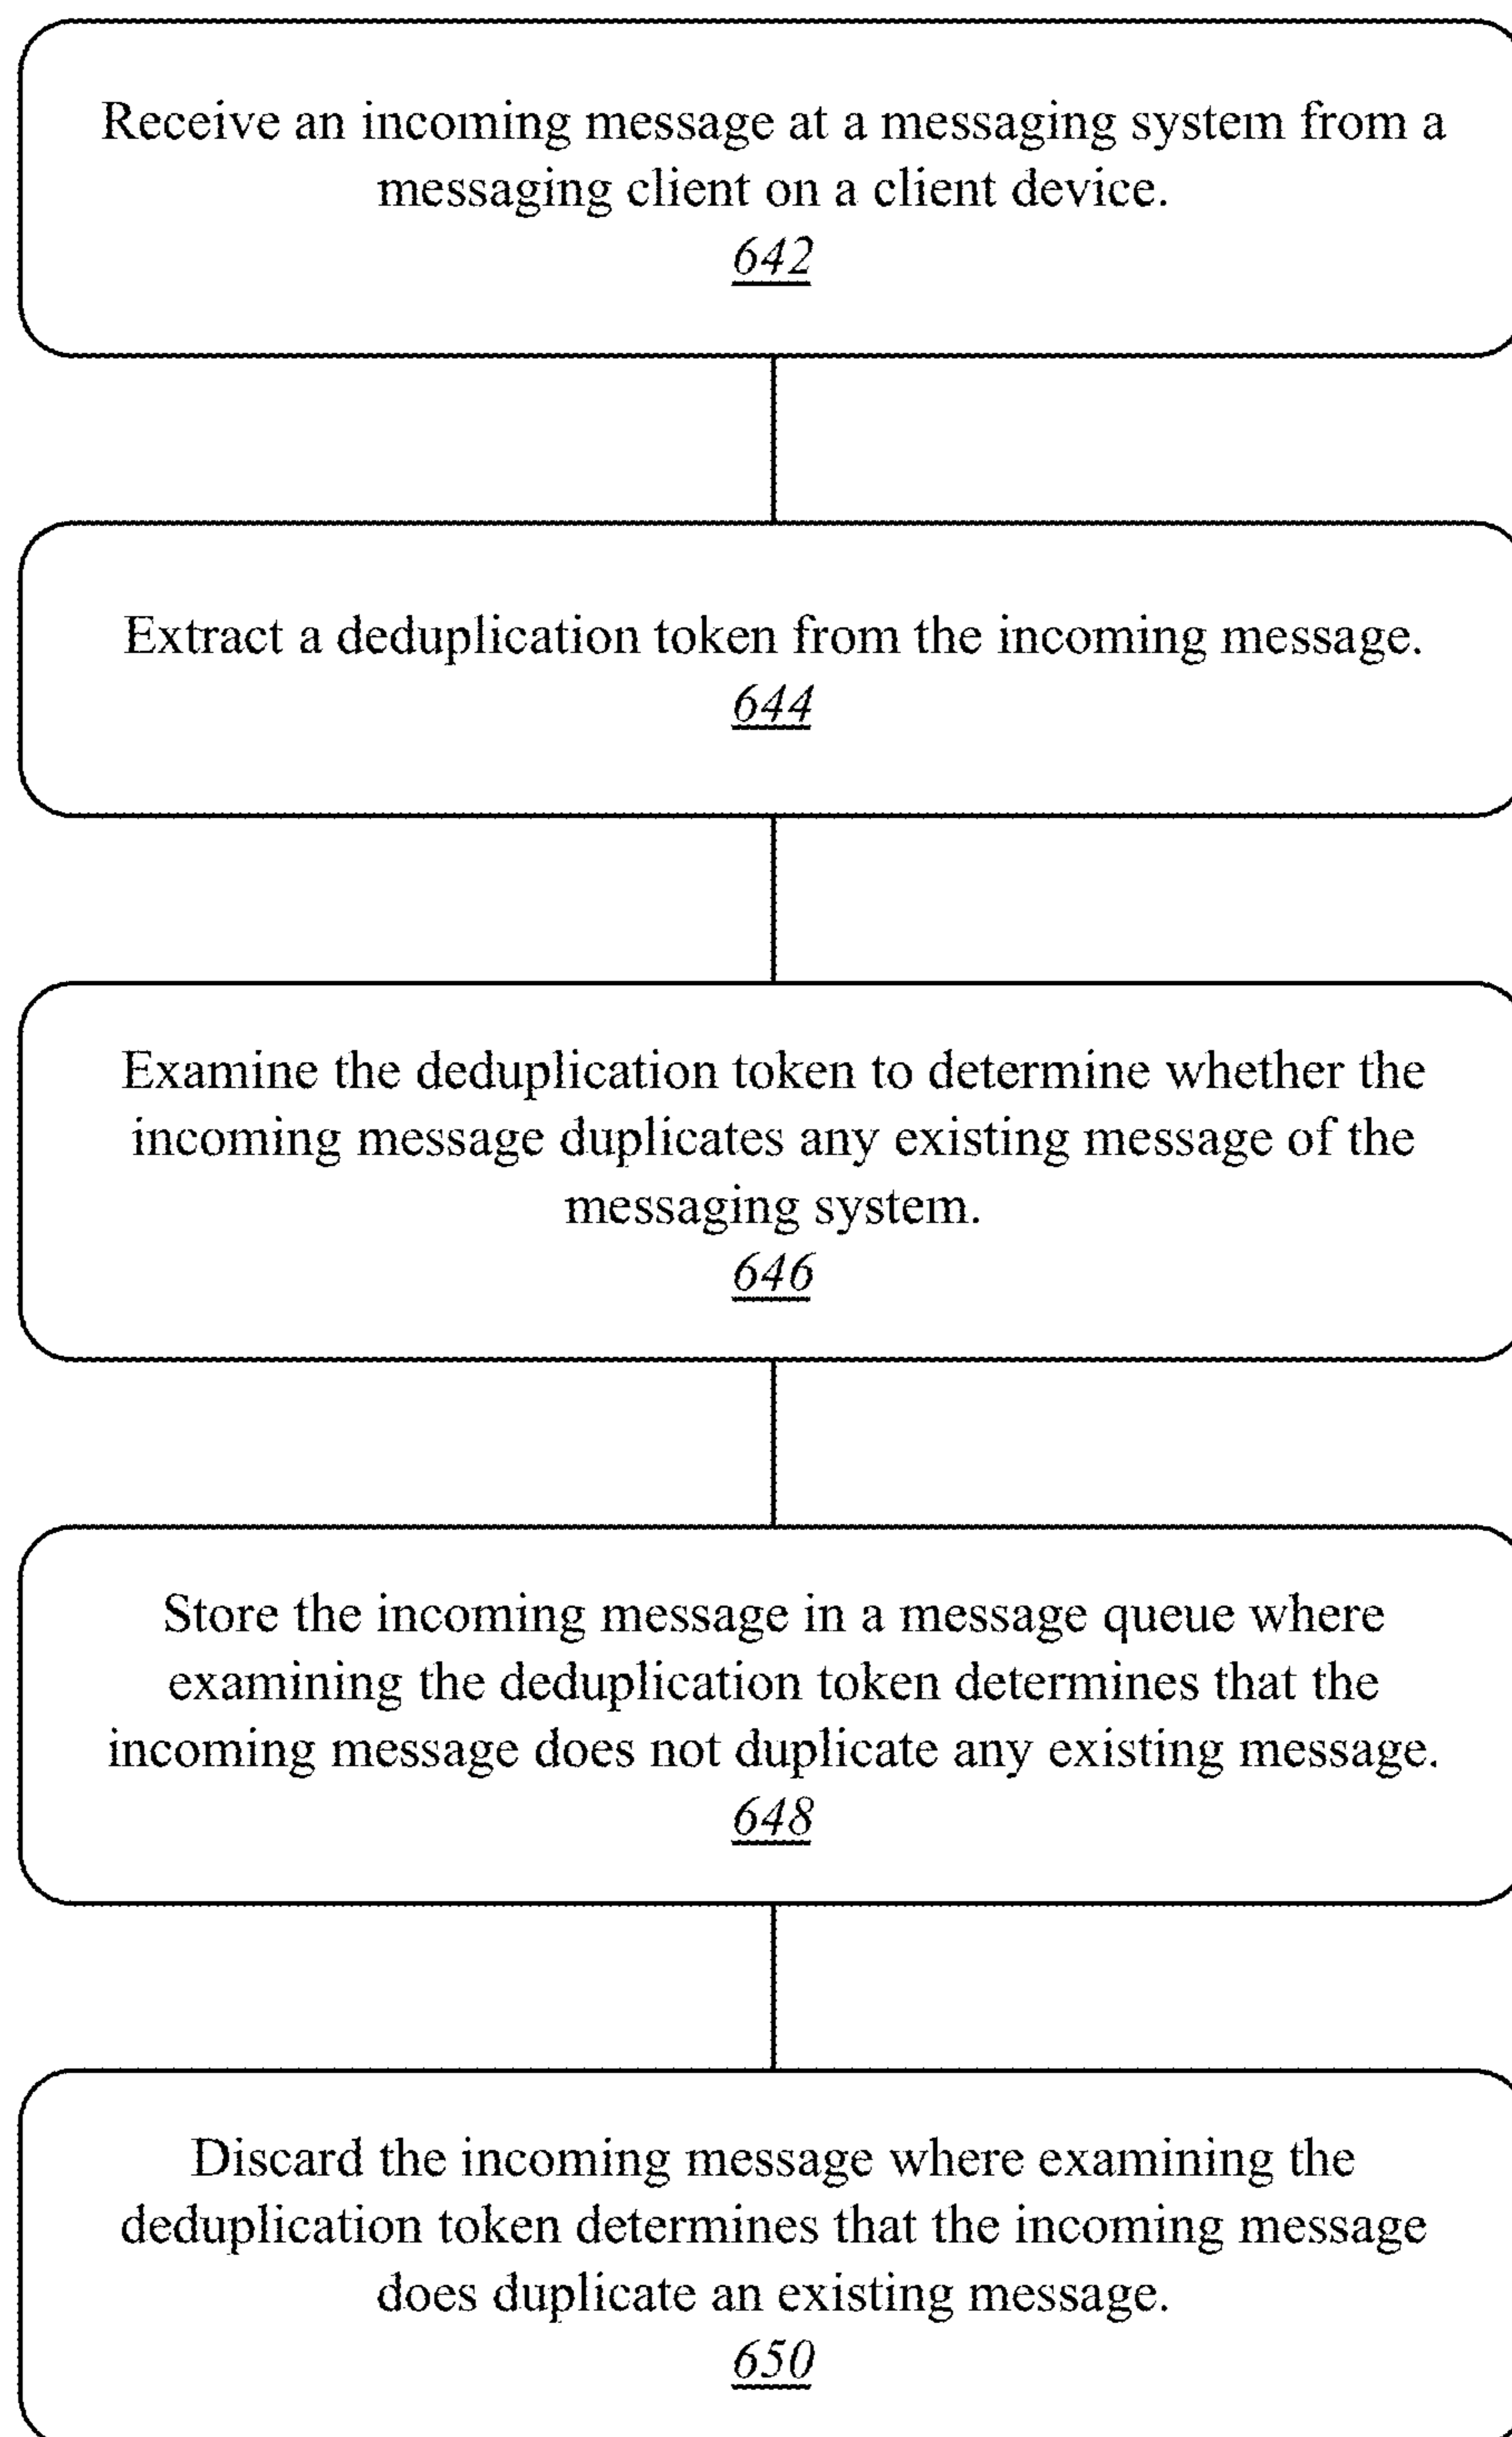 Receive an incoming message at a messaging system from a
messaging client on a client device.
642
Extract a deduplication token from the incoming message.
644
Examine the deduplication token to determine whether the
incoming message duplicates any existing message of the
messaging system.
646
Store the incoming message in a message queue where
examining the deduplication token determines that the
incoming message does not duplicate any existing message.
648
Discard the incoming message where examining the
deduplication token determines that the incoming message
does duplicate an existing message.
650